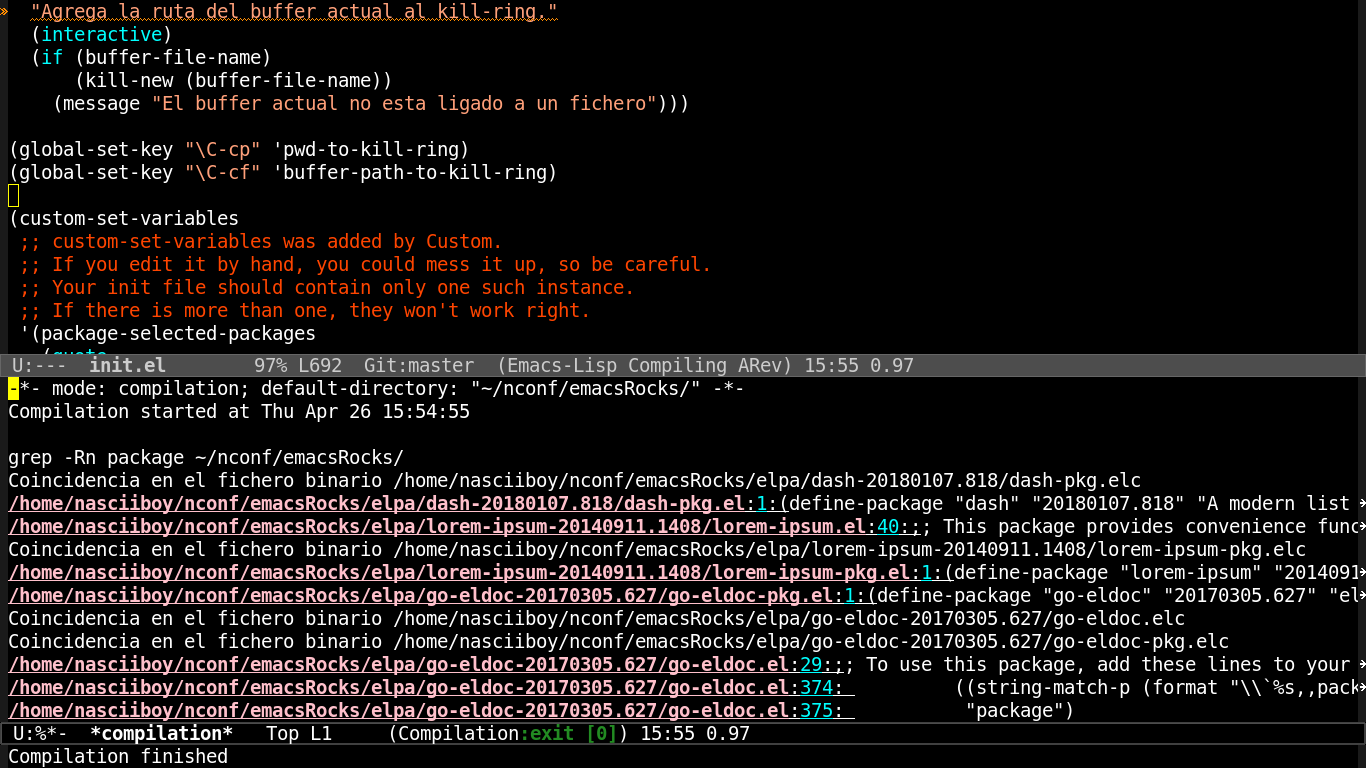 » "Agrega la ruta del buffer actual al kill-ring."
  (interactive)
  (if (buffer-file-name)
      (kill-new (buffer-file-name))
    (message "El buffer actual no esta ligado a un fichero")))

(global-set-key "\C-cp" 'pwd-to-kill-ring)
(global-set-key "\C-cf" 'buffer-path-to-kill-ring)

(custom-set-variables
 ;; custom-set-variables was added by Custom.
 ;; If you edit it by hand, you could mess it up, so be careful.
 ;; Your init file should contain only one such instance.
 ;; If there is more than one, they won't work right.
 '(package-selected-packages
   (quote
U:---  init.el        97% L692  Git:master  (Emacs-Lisp Compiling ARev) 15:55 0.97
-*- mode: compilation; default-directory: "~/nconf/emacsRocks/" -*-
Compilation started at Thu Apr 26 15:54:55

grep -Rn package ~/nconf/emacsRocks/
Coincidencia en el fichero binario /home/nasciiboy/nconf/emacsRocks/elpa/dash-20180107.818/dash-pkg.elc
/home/nasciiboy/nconf/emacsRocks/elpa/dash-20180107.818/dash-pkg.el:1:(define-package "dash" "20180107.818" "A modern list
/home/nasciiboy/nconf/emacsRocks/elpa/lorem-ipsum-20140911.1408/lorem-ipsum.el:40:;; This package provides convenience func
Coincidencia en el fichero binario /home/nasciiboy/nconf/emacsRocks/elpa/lorem-ipsum-20140911.1408/lorem-ipsum-pkg.elc
/home/nasciiboy/nconf/emacsRocks/elpa/lorem-ipsum-20140911.1408/lorem-ipsum-pkg.el:1:(define-package "lorem-ipsum" "2014091
/home/nasciiboy/nconf/emacsRocks/elpa/go-eldoc-20170305.627/go-eldoc-pkg.el:1:(define-package "go-eldoc" "20170305.627" "el
Coincidencia en el fichero binario /home/nasciiboy/nconf/emacsRocks/elpa/go-eldoc-20170305.627/go-eldoc.elc
Coincidencia en el fichero binario /home/nasciiboy/nconf/emacsRocks/elpa/go-eldoc-20170305.627/go-eldoc-pkg.elc
/home/nasciiboy/nconf/emacsRocks/elpa/go-eldoc-20170305.627/go-eldoc.el:29:;; To use this package, add these lines to your
/home/nasciiboy/nconf/emacsRocks/elpa/go-eldoc-20170305.627/go-eldoc.el:374:          ((string-match-p (format "\\`%s,,pack
/home/nasciiboy/nconf/emacsRocks/elpa/go-eldoc-20170305.627/go-eldoc.el:375:           "package")
U:%*-  *compilation*   Top L1     (Compilation:exit [0]) 15:55 0.97
Compilation finished